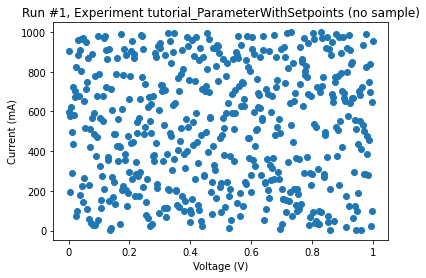 Run #1, Experiment tutorial_ParameterWithSetpoints (no sample)
1000
800
600
400
200
0
Current (mA)
0 0.2 0.4 0.6 0.8 1
Voltage (V)